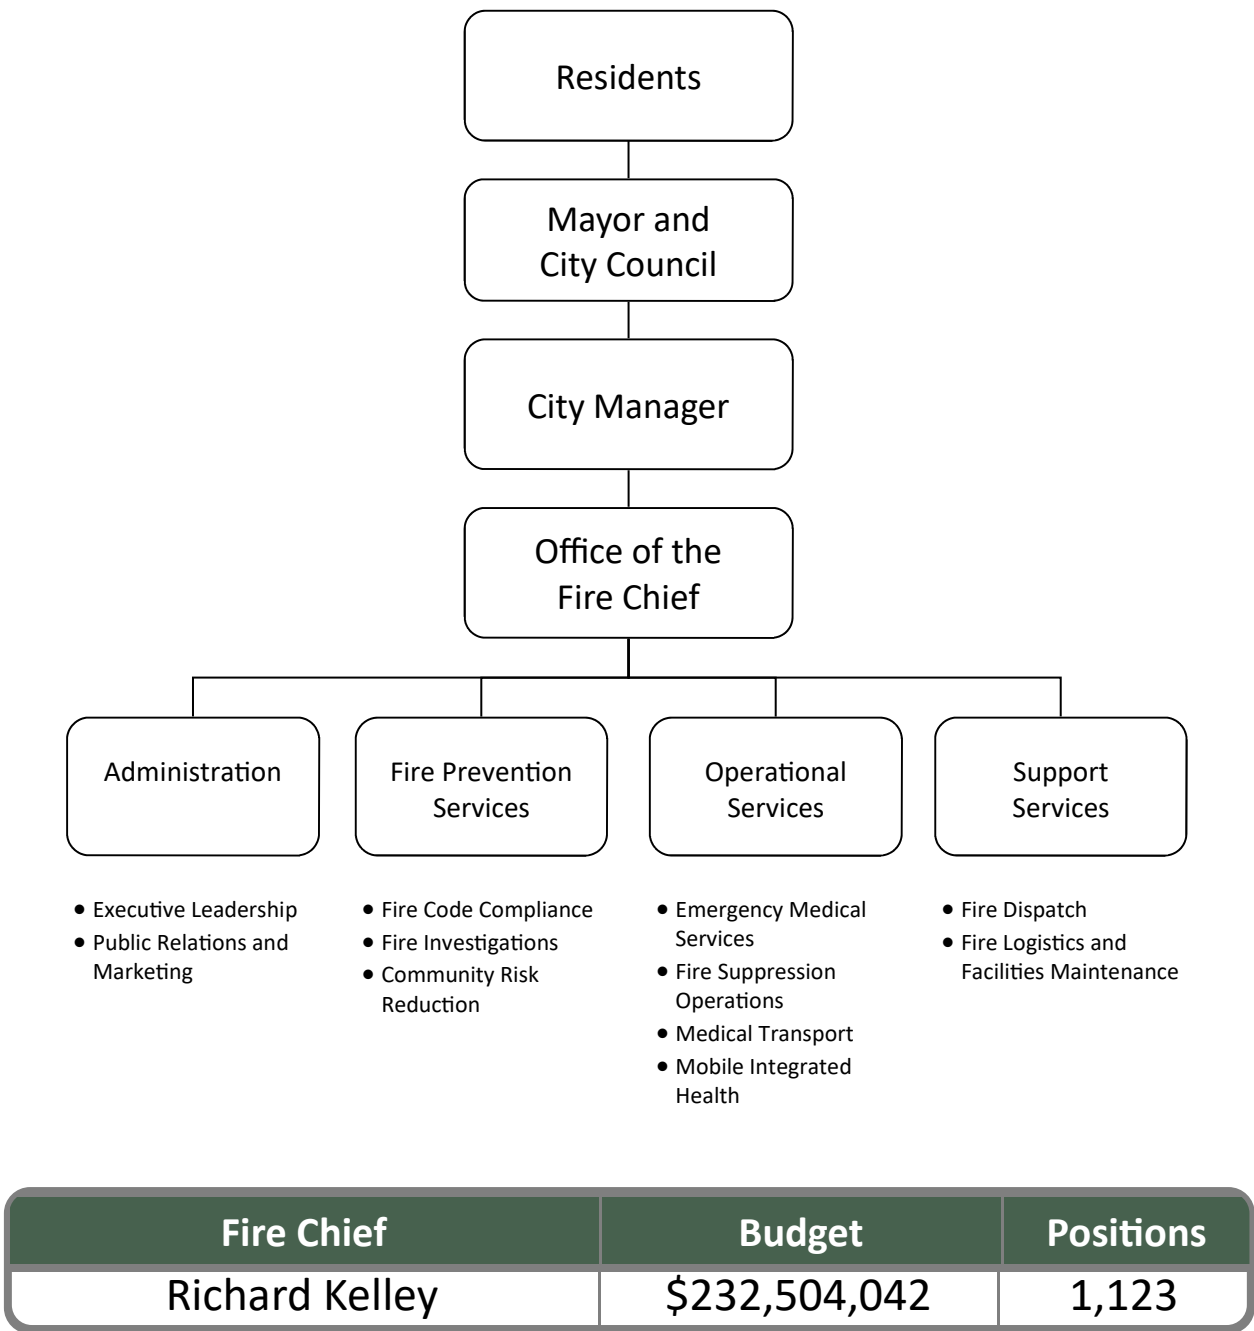 Residents
Mayor and
City Council
City Manager
Office of the
Fire Chief
Administration
Fire Prevention
Services
Operational
Services
Support
Services
• Executive Leadership
• Public Relations and
Marketing
• Fire Code Compliance
• Fire Investigations
• Community Risk
Reduction
• Emergency Medical
Services
• Fire Suppression
Operations
• Medical Transport
• Mobile Integrated
Health
• Fire Dispatch
• Fire Logistics and
Facilities Maintenance
Fire Chief Budget Positions
Richard Kelley $232,504,042 1,123